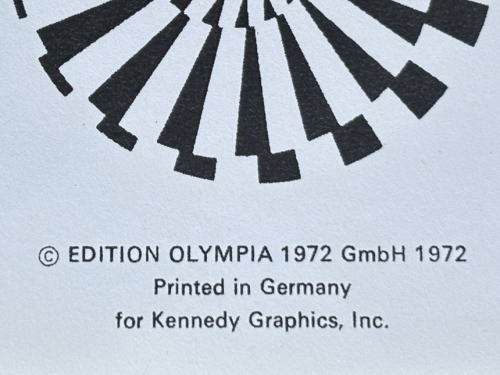 © EDITION OLYMPIA 1972 GmbH 1972
Printed in Germany
for Kennedy Graphics, Inc.